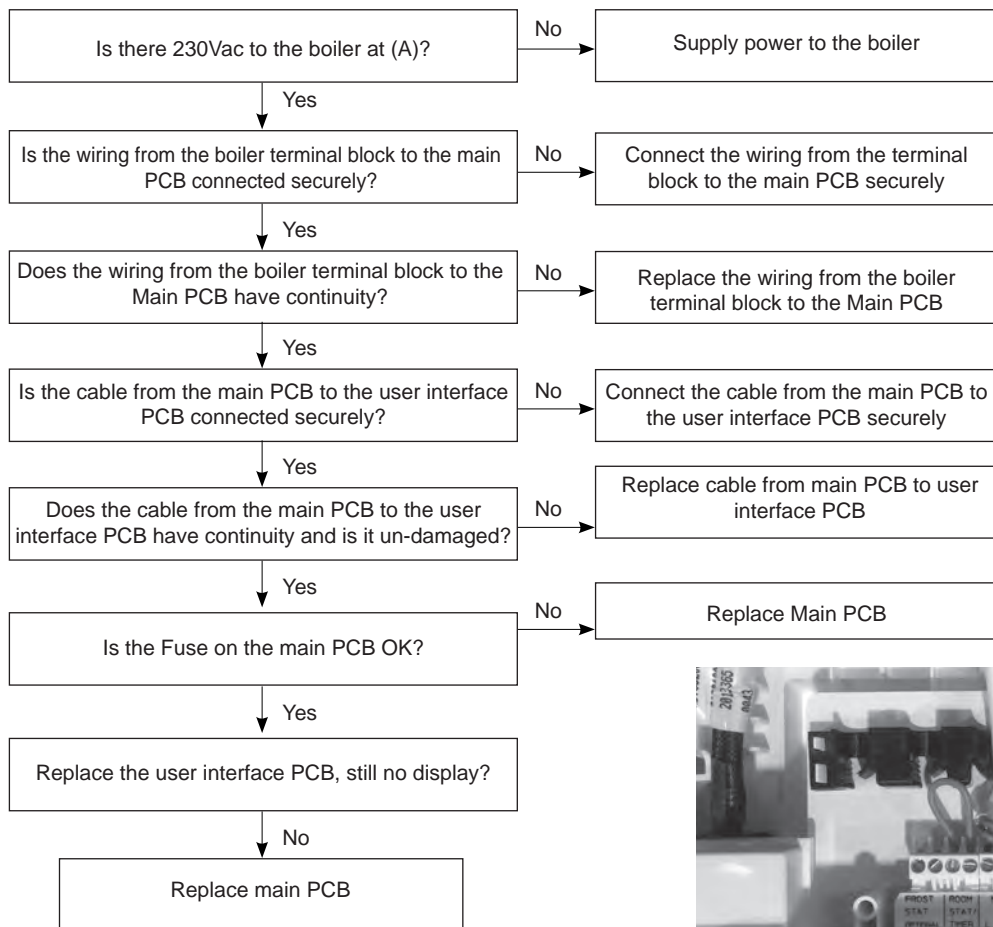 Is there 230Vac to the boiler at (A)?
No
Supply power to the boiler
Yes
Is the wiring from the boiler terminal block to the main
PCB connected securely?
No
Connect the wiring from the terminal
block to the main PCB securely
Yes
Does the wiring from the boiler terminal block to the
Main PCB have continuity?
No
Replace the wiring from the boiler
terminal block to the Main PCB
Yes
Is the cable from the main PCB to the user interface
PCB connected securely?
No
Connect the cable from the main PCB to
the user interface PCB securely
Yes
Does the cable from the main PCB to the user
interface PCB have continuity and is it un-damaged?
No
Replace cable from main PCB to user
interface PCB
Yes
Is the Fuse on the main PCB OK?
No
Replace Main PCB
Yes
Replace the user interface PCB, still no display?
No
Replace main PCB
0043
FROST
STAT
ROOM
STAT/
TIMER